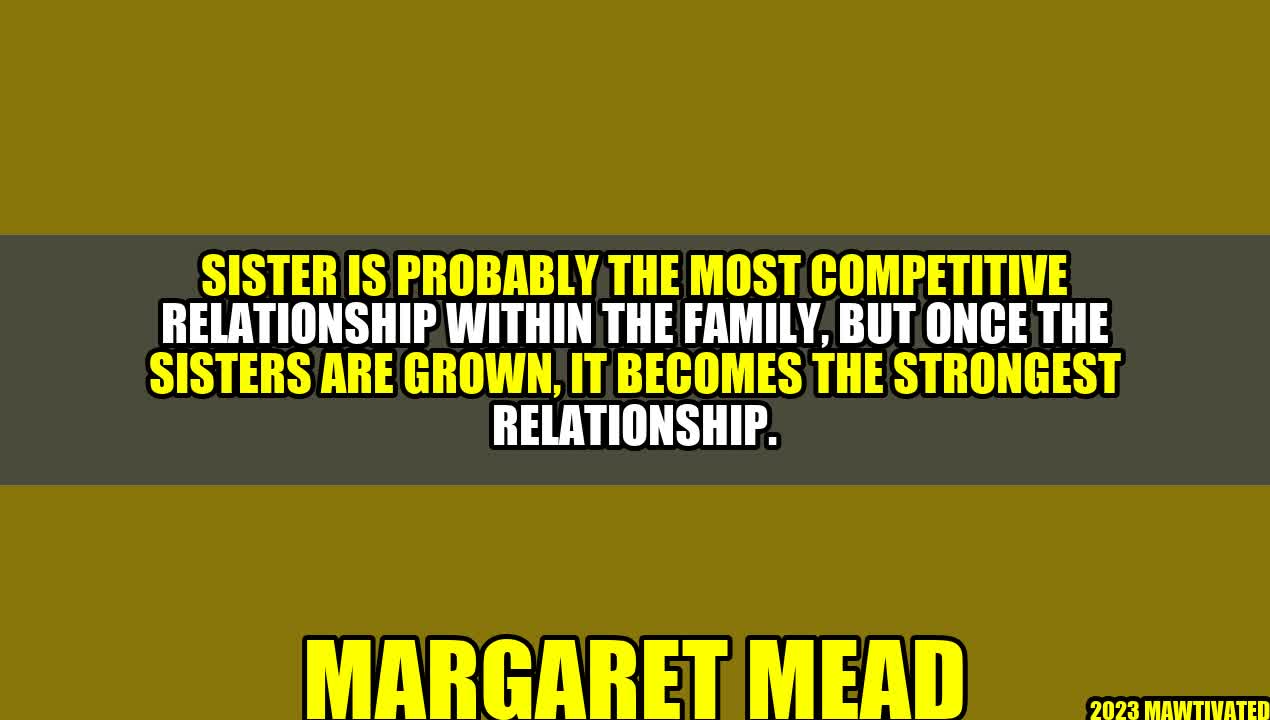 SISTER IS PROBABLY THE MOST COMPETITIVE
RELATIONSHIP WITHIN THE FAMILY, BUT ONCE THE
SISTERS ARE GROWN, IT BECOMES THE STRONGEST
RELATIONSHIP.
MARGARET MEAD
2023 MAWTIVATED